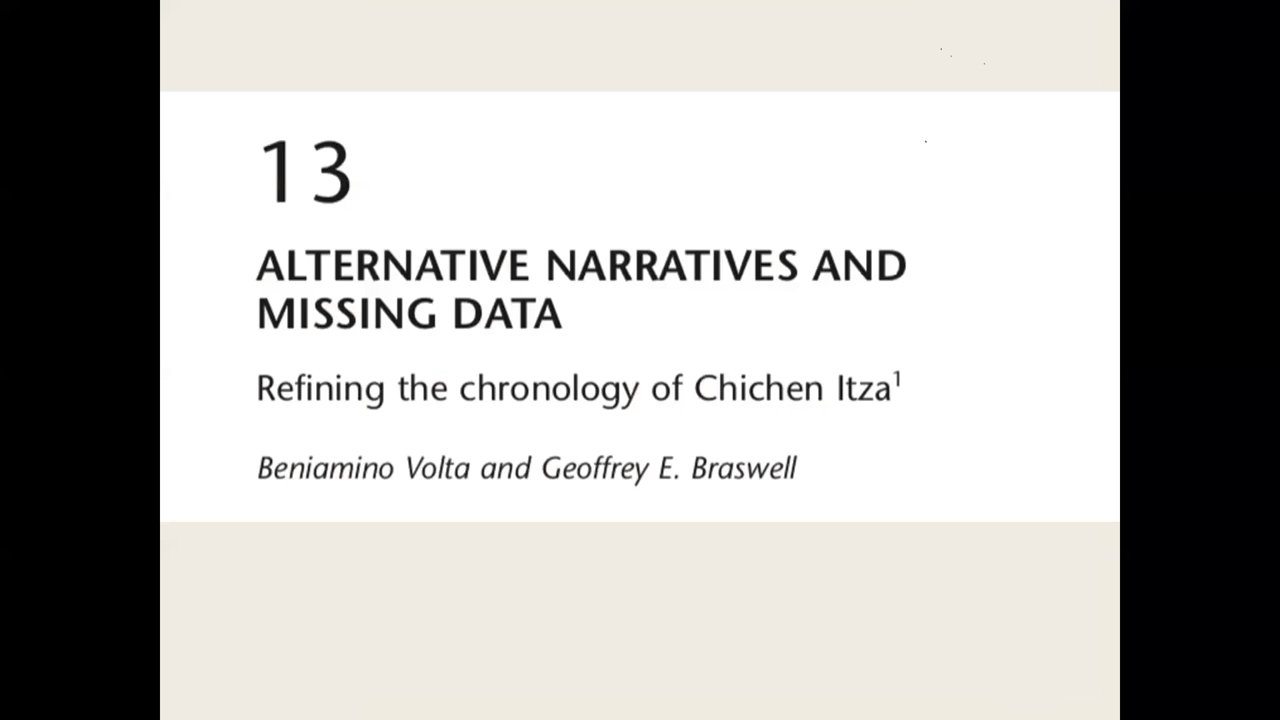 13
ALTERNATIVE NARRATIVES AND
MISSING DATA
Refining the chronology of Chichen Itza¹
Beniamino Volta and Geoffrey E. Braswell